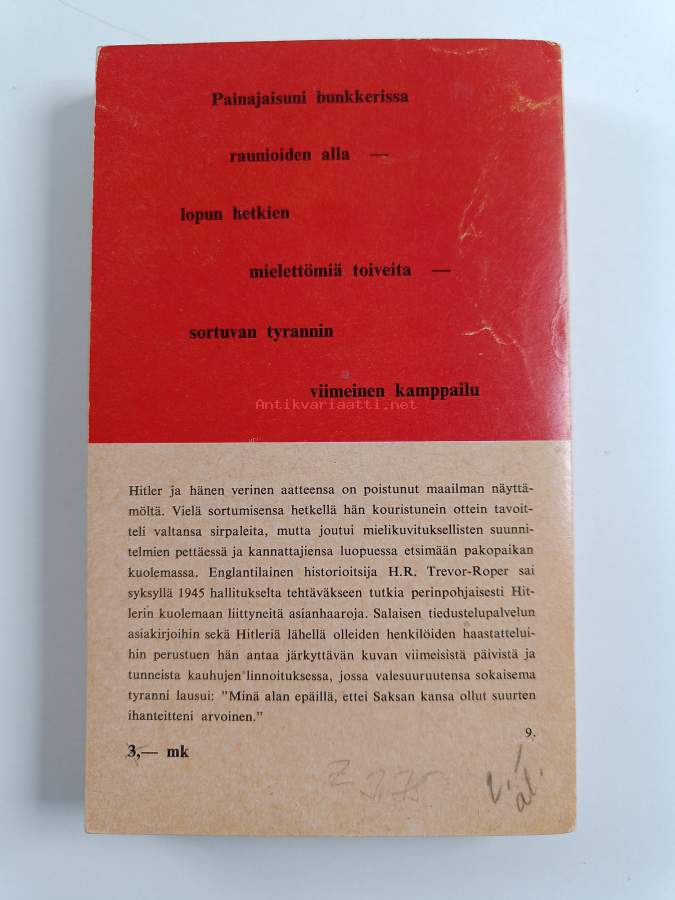 Painajaisuni bunkkerissa
raunioiden alla —
lopun hetkien
mielettömiä toiveita —
sortuvan tyrannin
viimeinen kamppailu
Antikvariaatti.net
Hitler ja hänen verinen aatteensa on poistunut maailman näyttä-
möltä. Vielä sortumisensa hetkellä hän kouristunein ottein tavoit-
teli valtansa sirpaleita, mutta joutui mielikuvituksellisten suunni-
telmien pettäessä ja kannattajiensa luopuessa etsimään pakopaikan
kuolemassa. Englantilainen historioitsija H.R. Trevor-Roper sai
syksyllä 1945 hallitukselta tehtäväkseen tutkia perinpohjaisesti Hit-
lerin kuolemaan liittyneitä asianhaaroja. Salaisen tiedustelupalvelun
asiakirjoihin sekä Hitleriä lähellä olleiden henkilöiden haastattelui-
hin perustuen hän antaa järkyttävän kuvan viimeisistä päivistä ja
tunneista kauhujen linnoituksessa, jossa valesuuruutensa sokaisema
tyranni lausui: ”Minä alan epäillä, ettei Saksan kansa ollut suurten
ihanteitteni arvoinen.”
9.
3,— mk